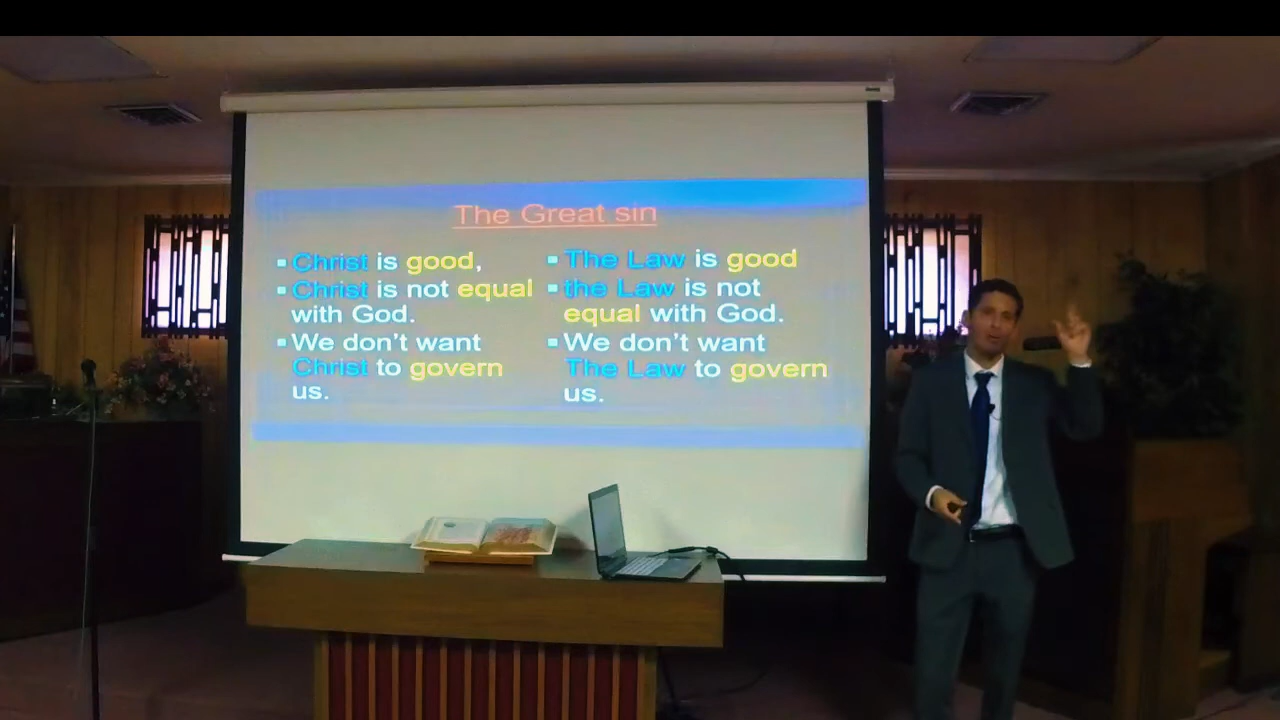 The Great sin
▪ Christ is good,
▪ Christ is not equal
with God.
▪ We don't want
Christ to govern
us.
▪ The Law is good
▪ the Law is not
equal with God.
▪ We don't want
The Law to govern
us.